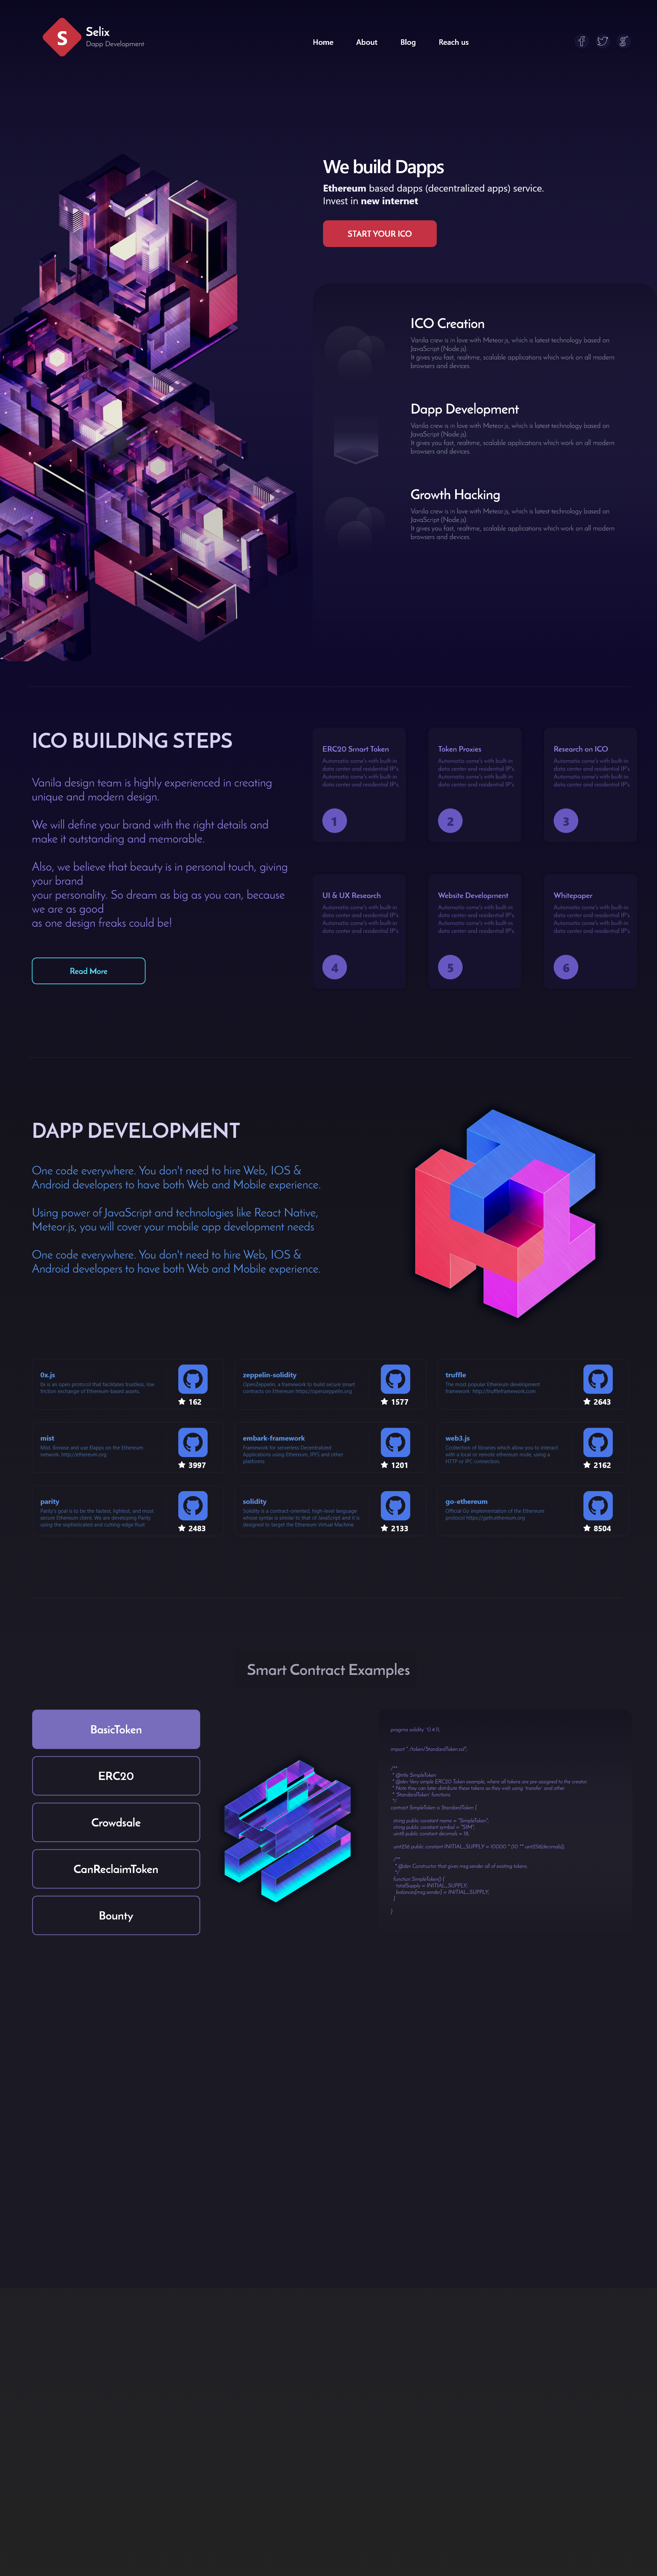 S
Selix
Dapp Development
Home About Blog Reach us
We build Dapps
Ethereum based dapps (decentralized apps) service.
Invest in new internet
START YOUR ICO
ICO Creation
Vanila crew is in love with Meteor.js, which is latest technology based on
JavaScript (Node.js).
It gives you fast, realtime, scalable applications which work on all modern
browsers and devices.
Dapp Development
Vanila crew is in love with Meteor.js, which is latest technology based on
JavaScript (Node.js).
It gives you fast, realtime, scalable applications which work on all modern
browsers and devices.
Growth Hacking
Vanila crew is in love with Meteor.js, which is latest technology based on
JavaScript (Node.js).
It gives you fast, realtime, scalable applications which work on all modern
browsers and devices.
ICO BUILDING STEPS
Vanila design team is highly experienced in creating
unique and modern design.
We will define your brand with the right details and
make it outstanding and memorable.
Also, we believe that beauty is in personal touch, giving
your brand
your personality. So dream as big as you can, because
we are as good
as one design freaks could be!
Read More
ERC20 Smart Token
Automatio come's with built-in
data center and residential IP's.
Automatio come's with built-in
data center and residential IP's.
1
Token Proxies
Automatio come's with built-in
data center and residential IP's.
Automatio come's with built-in
data center and residential IP's.
2
Research on ICO
Automatio come's with built-in
data center and residential IP's.
Automatio come's with built-in
data center and residential IP's.
3
UI & UX Research
Automatio come's with built-in
data center and residential IP's.
Automatio come's with built-in
data center and residential IP's.
4
Website Development
Automatio come's with built-in
data center and residential IP's.
Automatio come's with built-in
data center and residential IP's.
5
Whitepaper
Automatio come's with built-in
data center and residential IP's.
Automatio come's with built-in
data center and residential IP's.
6
DAPP DEVELOPMENT
One code everywhere. You don't need to hire Web, IOS &
Android developers to have both Web and Mobile experience.
Using power of JavaScript and technologies like React Native,
Meteor.js, you will cover your mobile app development needs
One code everywhere. You don't need to hire Web, IOS &
Android developers to have both Web and Mobile experience.
0x.js
0x is an open protocol that facilitates trustless, low
friction exchange of Ethereum-based assets.
162
zeppelin-solidity
OpenZeppelin, a framework to build secure smart
contracts on Ethereum https://openzeppelin.org
1577
truffle
The most popular Ethereum development
framework. http://truffleframework.com
2643
mist
Mist. Browse and use Ðapps on the Ethereum
network. http://ethereum.org
3997
embark-framework
Framework for serverless Decentralized
Applications using Ethereum, IPFS and other
platforms
1201
web3.js
Collection of libraries which allow you to interact
with a local or remote ethereum node, using a
HTTP or IPC connection.
2162
parity
Parity's goal is to be the fastest, lightest, and most
secure Ethereum client. We are developing Parity
using the sophisticated and cutting-edge Rust
2483
solidity
Solidity is a contract-oriented, high-level language
whose syntax is similar to that of JavaScript and it is
designed to target the Ethereum Virtual Machine
2133
go-ethereum
Official Go implementation of the Ethereum
protocol https://geth.ethereum.org
8504
Smart Contract Examples
BasicToken
ERC20
Crowdsale
CanReclaimToken
Bounty
pragma solidity ^0.4.11;
import "./token/StandardToken.sol";
/**
* @title SimpleToken
* @dev Very simple ERC20 Token example, where all tokens are pre-assigned to the creator.
* Note they can later distribute these tokens as they wish using `transfer` and other
* `StandardToken` functions.
*/
contract SimpleToken is StandardToken {
string public constant name = "SimpleToken";
string public constant symbol = "SIM";
uint8 public constant decimals = 18;
uint256 public constant INITIAL_SUPPLY = 10000 * (10 ** uint256(decimals));
/**
* @dev Constructor that gives msg.sender all of existing tokens.
*/
function SimpleToken() {
totalSupply = INITIAL_SUPPLY;
balances[msg.sender] = INITIAL_SUPPLY;
}
}